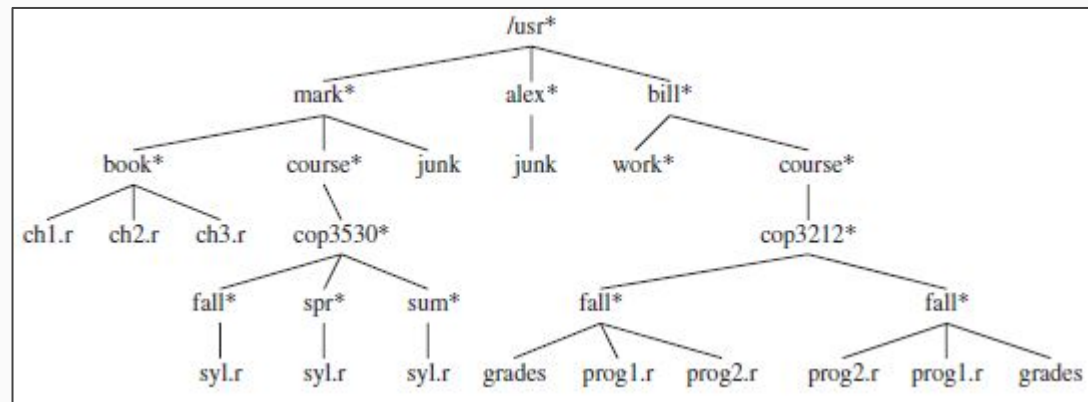 /usr*
mark* alex* bill*
book* course* junk junk work* course*
ch1.r ch2.r ch3.r cop3530* cop3212*
fall* spr* sum* fall* fall*
syl.r syl.r syl.r grades prog1.r prog2.r prog2.r prog1.r grades